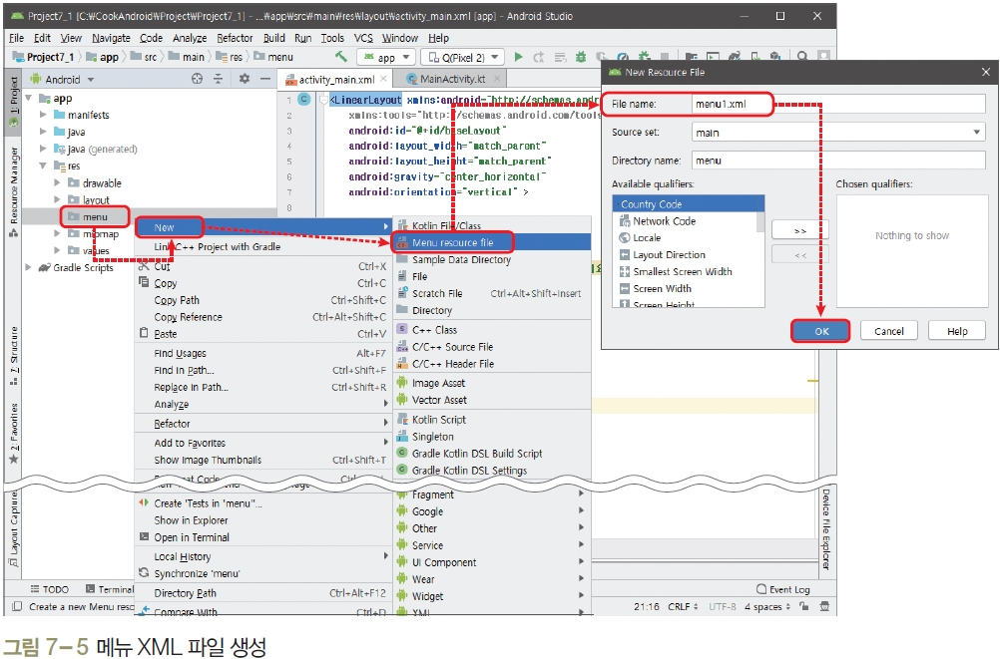 Project7_1 [C:\CookAndroid\Project\Project7_1] - ...\app\src\main\res\layout\activity_main.xml [app] - Android Studio
File Edit View Navigate Code Analyze Refactor Build Run Tools VCS Window Help
Project7_1 app src main res menu app Q(Pixel 2)
Android
activity_main.xml MainActivity.kt
1: Project
Resource Manager
7: Structure
2: Favorites
Layout Captures
app
manifests
java
java (generated)
res
drawable
layout
menu
mipmap
values
Gradle Scripts
1 <LinearLayout xmlns:android="http://schemas.andr
2 xmlns:tools="http://schemas.android.com/tools
3 android:id="@+id/baseLayout"
4 android:layout_width="match_parent"
5 android:layout_height="match_parent"
6 android:gravity="center_horizontal"
7 android:orientation="vertical" >
8
New
Link C++ Project with Gradle
Cut Ctrl+X
Copy Ctrl+C
Copy Path Ctrl+Shift+C
Copy Reference Ctrl+Alt+Shift+C
Paste Ctrl+V
Find Usages Alt+F7
Find in Path... Ctrl+Shift+F
Replace in Path... Ctrl+Shift+R
Analyze
Refactor
Add to Favorites
Show Image Thumbnails Ctrl+Shift+T
Create 'Tests in 'menu''...
Show in Explorer
Open in Terminal
Local History
Synchronize 'menu'
Directory Path Ctrl+Alt+F12
Compare With... Ctrl+D
Kotlin File/Class
Menu resource file
Sample Data Directory
File
Scratch File Ctrl+Alt+Shift+Insert
Directory
C++ Class
C/C++ Source File
C/C++ Header File
Image Asset
Vector Asset
Kotlin Script
Singleton
Gradle Kotlin DSL Build Script
Gradle Kotlin DSL Settings
Fragment
Google
Other
Service
UI Component
Wear
Widget
XML
New Resource File
File name: menu1.xml
Source set: main
Directory name: menu
Available qualifiers: Chosen qualifiers:
Country Code
Network Code
Locale
Layout Direction
Smallest Screen Width
Screen Width
Screen Height
>>
<<
Nothing to show
OK Cancel Help
Device File Explorer
TODO Terminal Event Log
Create a new Menu reso 21:16 CRLF UTF-8 4 spaces
그림 7-5 메뉴 XML 파일 생성